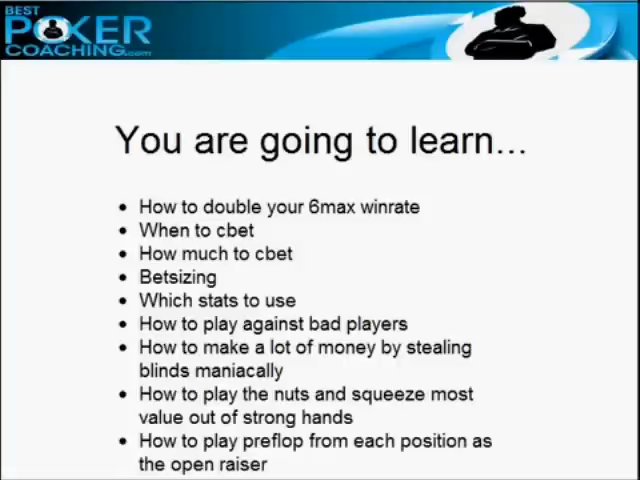 BEST
POKER
COACHING.com
You are going to learn...
• How to double your 6max winrate
• When to cbet
• How much to cbet
• Betsizing
• Which stats to use
• How to play against bad players
• How to make a lot of money by stealing
blinds maniacally
• How to play the nuts and squeeze most
value out of strong hands
• How to play preflop from each position as
the open raiser